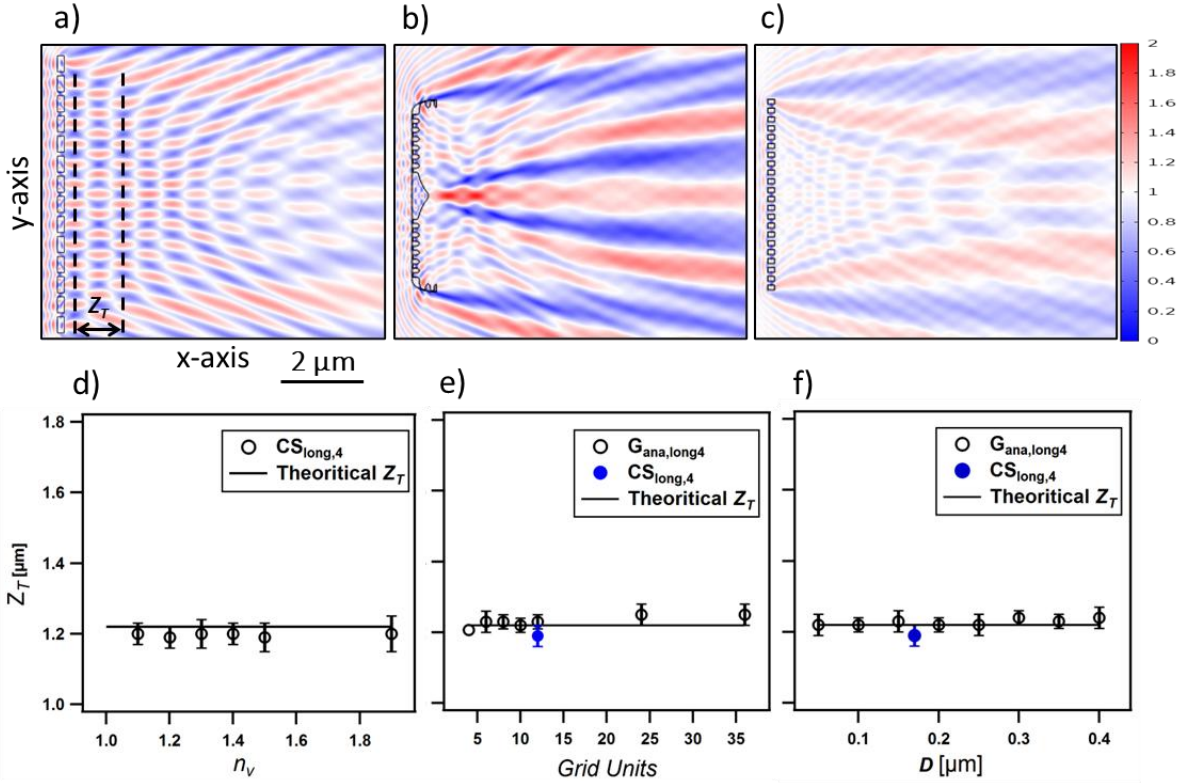 a)
b)
c)
y-axis
Z_T
2
1.8
1.6
1.4
1.2
1
0.8
0.6
0.4
0.2
0
x-axis
2 µm
d)
e)
f)
Z_T [µm]
1.8
1.6
1.4
1.2
1.0
CS_long,4
Theoritical Z_T
1.0 1.2 1.4 1.6 1.8
n_v
G_ana,long4
CS_long,4
Theoritical Z_T
5 10 15 20 25 30 35
Grid Units
G_ana,long4
CS_long,4
Theoritical Z_T
0.1 0.2 0.3 0.4
D [µm]